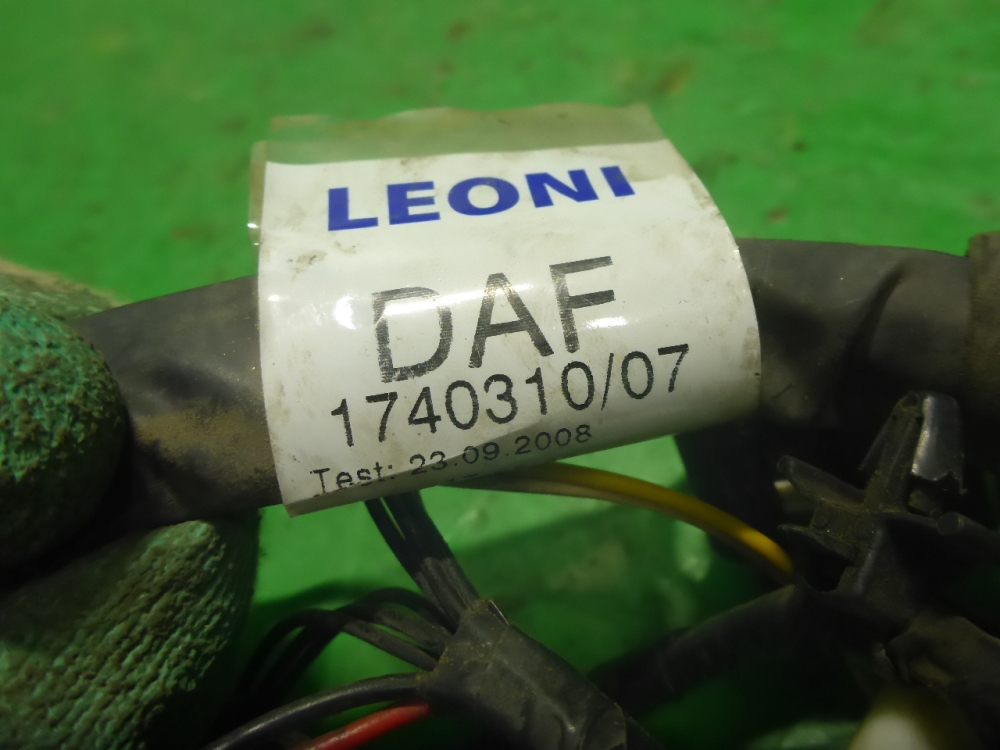 LEONI
DAF
1740310/07
Test: 23.09.2008